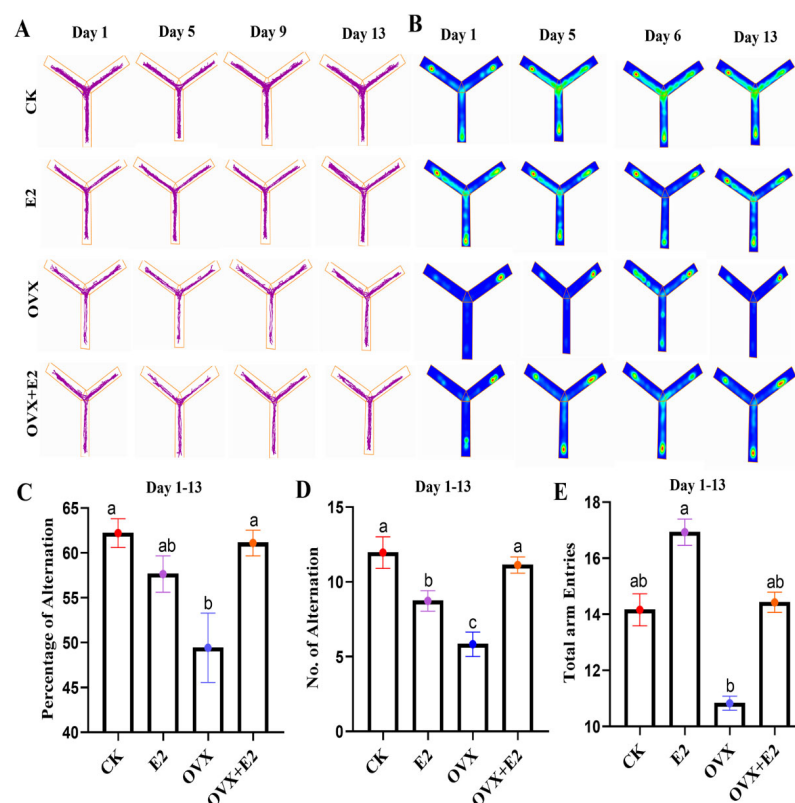 A Day 1 Day 5 Day 9 Day 13 B Day 1 Day 5 Day 6 Day 13
CK
E2
OVX
OVX+E2
C Day 1-13
Percentage of Alternation
65
60
55
50
45
40
a
ab
b
a
CK E2 OVX OVX+E2
D Day 1-13
No. of Alternation
15
10
5
0
a
b
c
a
CK E2 OVX OVX+E2
E Day 1-13
Total arm Entries
18
16
14
12
10
ab
a
b
ab
CK E2 OVX OVX+E2